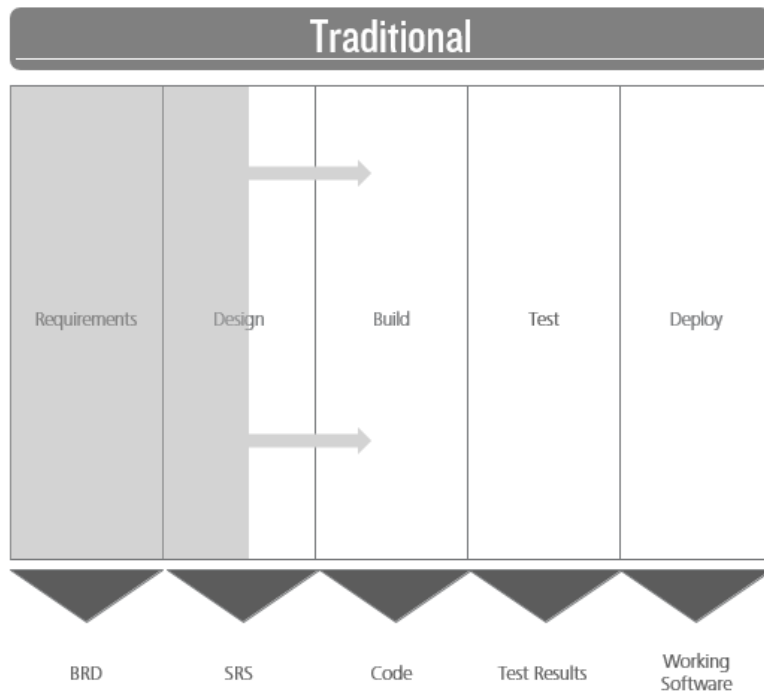 Traditional
Requirements
Design
Build
Test
Deploy
BRD
SRS
Code
Test Results
Working
Software